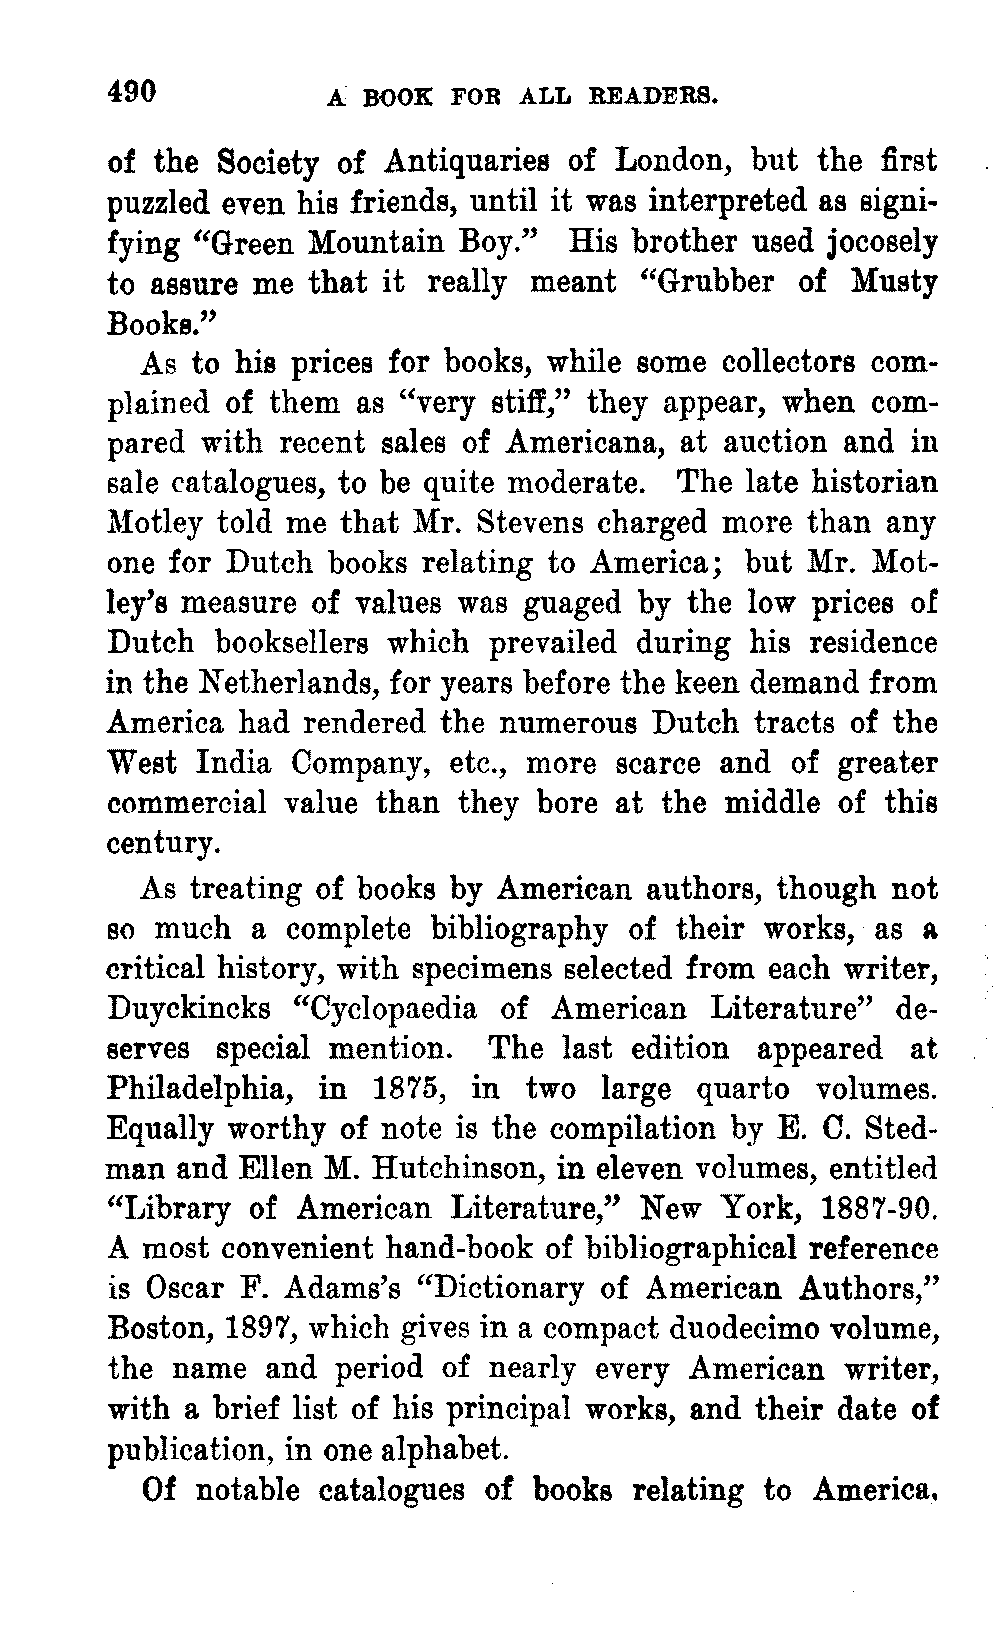 490 A BOOK FOR ALL READERS.
of the Society of Antiquaries of London, but the first
puzzled even his friends, until it was interpreted as signi-
fying “Green Mountain Boy.” His brother used jocosely
to assure me that it really meant “Grubber of Musty
Books.”
As to his prices for books, while some collectors com-
plained of them as “very stiff,” they appear, when com-
pared with recent sales of Americana, at auction and in
sale catalogues, to be quite moderate. The late historian
Motley told me that Mr. Stevens charged more than any
one for Dutch books relating to America; but Mr. Mot-
ley’s measure of values was guaged by the low prices of
Dutch booksellers which prevailed during his residence
in the Netherlands, for years before the keen demand from
America had rendered the numerous Dutch tracts of the
West India Company, etc., more scarce and of greater
commercial value than they bore at the middle of this
century.
As treating of books by American authors, though not
so much a complete bibliography of their works, as a
critical history, with specimens selected from each writer,
Duyckincks “Cyclopaedia of American Literature” de-
serves special mention. The last edition appeared at
Philadelphia, in 1875, in two large quarto volumes.
Equally worthy of note is the compilation by E. C. Sted-
man and Ellen M. Hutchinson, in eleven volumes, entitled
“Library of American Literature,” New York, 1887-90.
A most convenient hand-book of bibliographical reference
is Oscar F. Adams’s “Dictionary of American Authors,”
Boston, 1897, which gives in a compact duodecimo volume,
the name and period of nearly every American writer,
with a brief list of his principal works, and their date of
publication, in one alphabet.
Of notable catalogues of books relating to America,